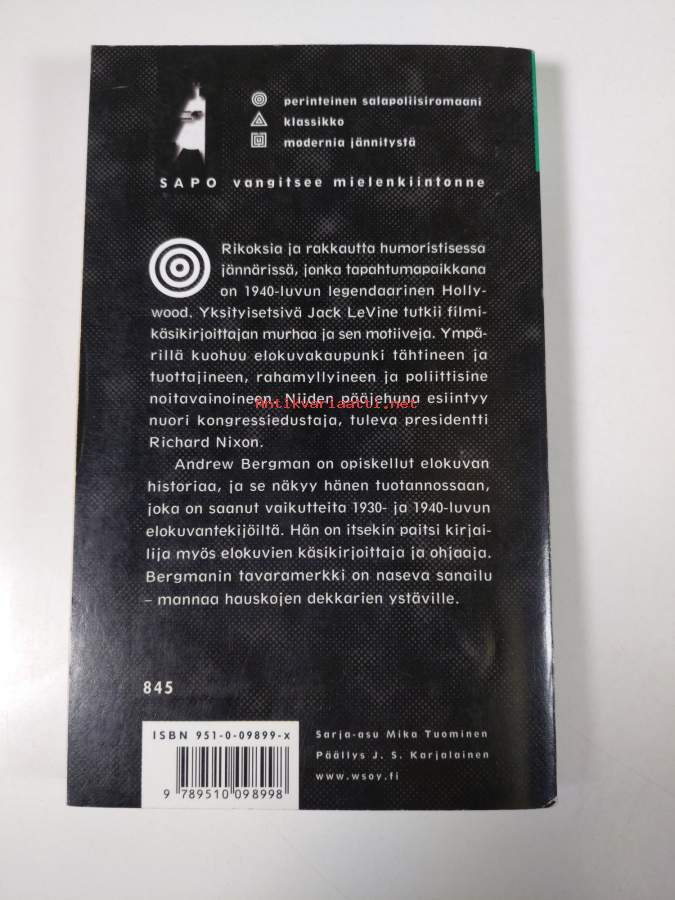 perinteinen salapoliisiromaani
klassikko
modernia jännitystä
SAPO vangitsee mielenkiintonne
Rikoksia ja rakkautta humoristisessa
jännärissä, jonka tapahtumapaikkana
on 1940-luvun legendaarinen Holly-
wood. Yksityisetsivä Jack LeVine tutkii filmi-
käsikirjoittajan murhaa ja sen motiiveja. Ympä-
rillä kuohuu elokuvakaupunki tähtineen ja
tuottajineen, rahamyllyineen ja poliittisine
noitavainoineen. Niiden pääjehuna esiintyy
Antikvariaatti.net
nuori kongressiedustaja, tuleva presidentti
Richard Nixon.
Andrew Bergman on opiskellut elokuvan
historiaa, ja se näkyy hänen tuotannossaan,
joka on saanut vaikutteita 1930- ja 1940-luvun
elokuvantekijöiltä. Hän on itsekin paitsi kirjai-
lija myös elokuvien käsikirjoittaja ja ohjaaja.
Bergmanin tavaramerkki on naseva sanailu
– mannaa hauskojen dekkarien ystäville.
845
ISBN 951-0-09899-x
9 789510 098998
Sarja-asu Mika Tuominen
Päällys J. S. Karjalainen
www.wsoy.fi